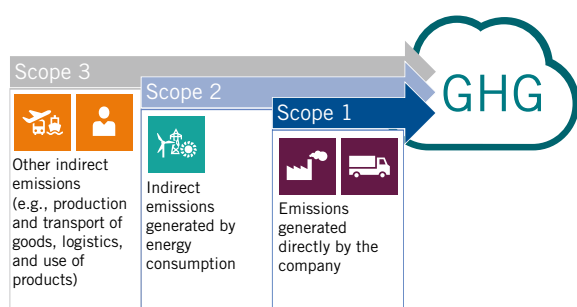 Scope 3
Other indirect
emissions
(e.g., production
and transport of
goods, logistics,
and use of
products)
Scope 2
Indirect
emissions
generated by
energy
consumption
Scope 1
Emissions
generated
directly by the
company
GHG